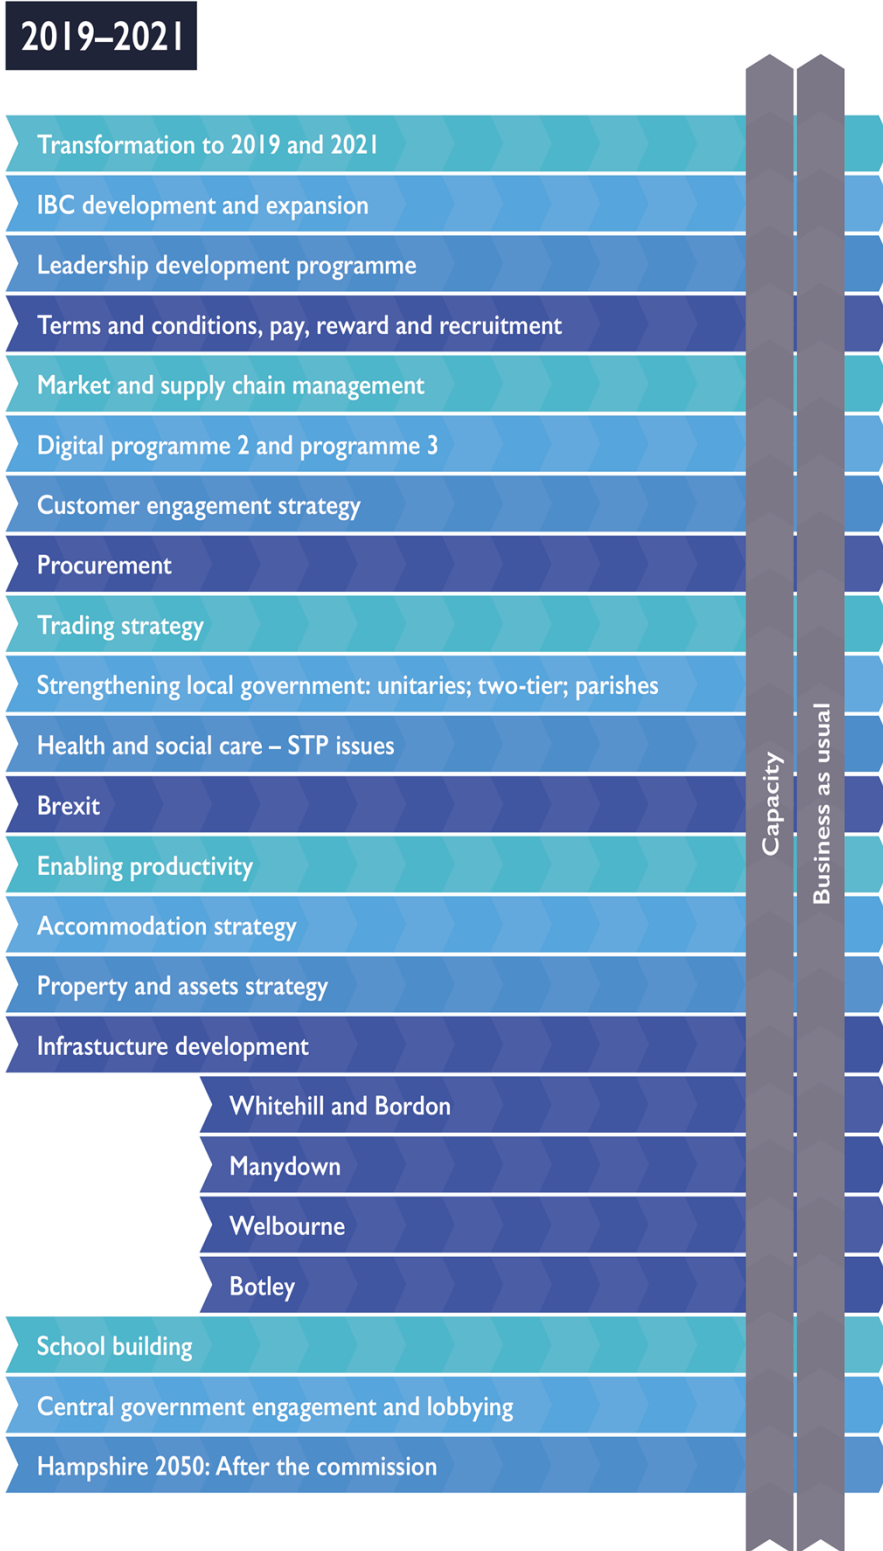 2019–2021
Transformation to 2019 and 2021
IBC development and expansion
Leadership development programme
Terms and conditions, pay, reward and recruitment
Market and supply chain management
Digital programme 2 and programme 3
Customer engagement strategy
Procurement
Trading strategy
Strengthening local government: unitaries; two-tier; parishes
Health and social care – STP issues
Brexit
Enabling productivity
Accommodation strategy
Property and assets strategy
Infrastucture development
Whitehill and Bordon
Manydown
Welbourne
Botley
School building
Central government engagement and lobbying
Hampshire 2050: After the commission
Capacity
Business as usual